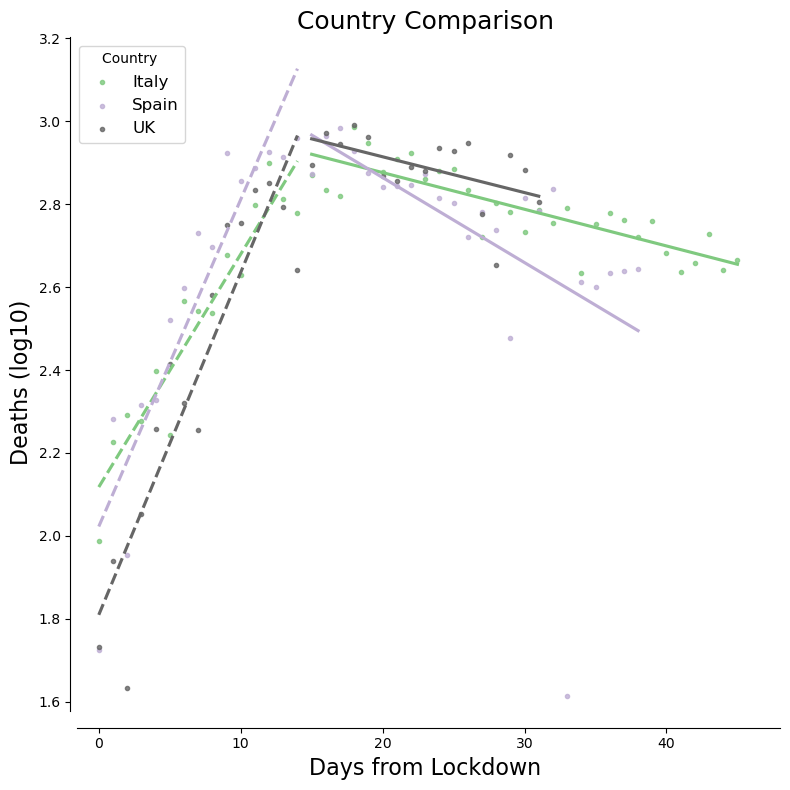 Country Comparison
Country
Italy
Spain
UK
3.2
3.0
2.8
2.6
2.4
2.2
2.0
1.8
1.6
Deaths (log10)
0
10
20
30
40
Days from Lockdown